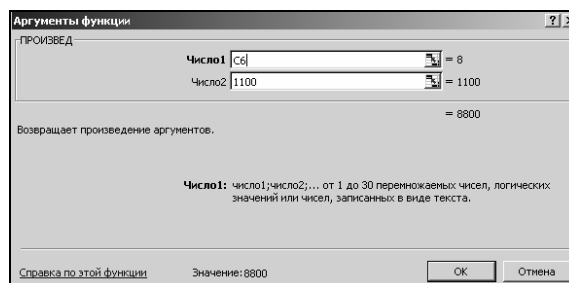 Аргументы функции
ПРОИЗВЕД
Число1 C6 = 8
Число2 1100 = 1100
= 8800
Возвращает произведение аргументов.
Число1: число1;число2;... от 1 до 30 перемножаемых чисел, логических
значений или чисел, записанных в виде текста.
Справка по этой функции Значение:8800 ОК Отмена